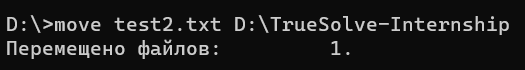 D:\>move test2.txt D:\TrueSolve-Internship
Перемещено файлов:         1.